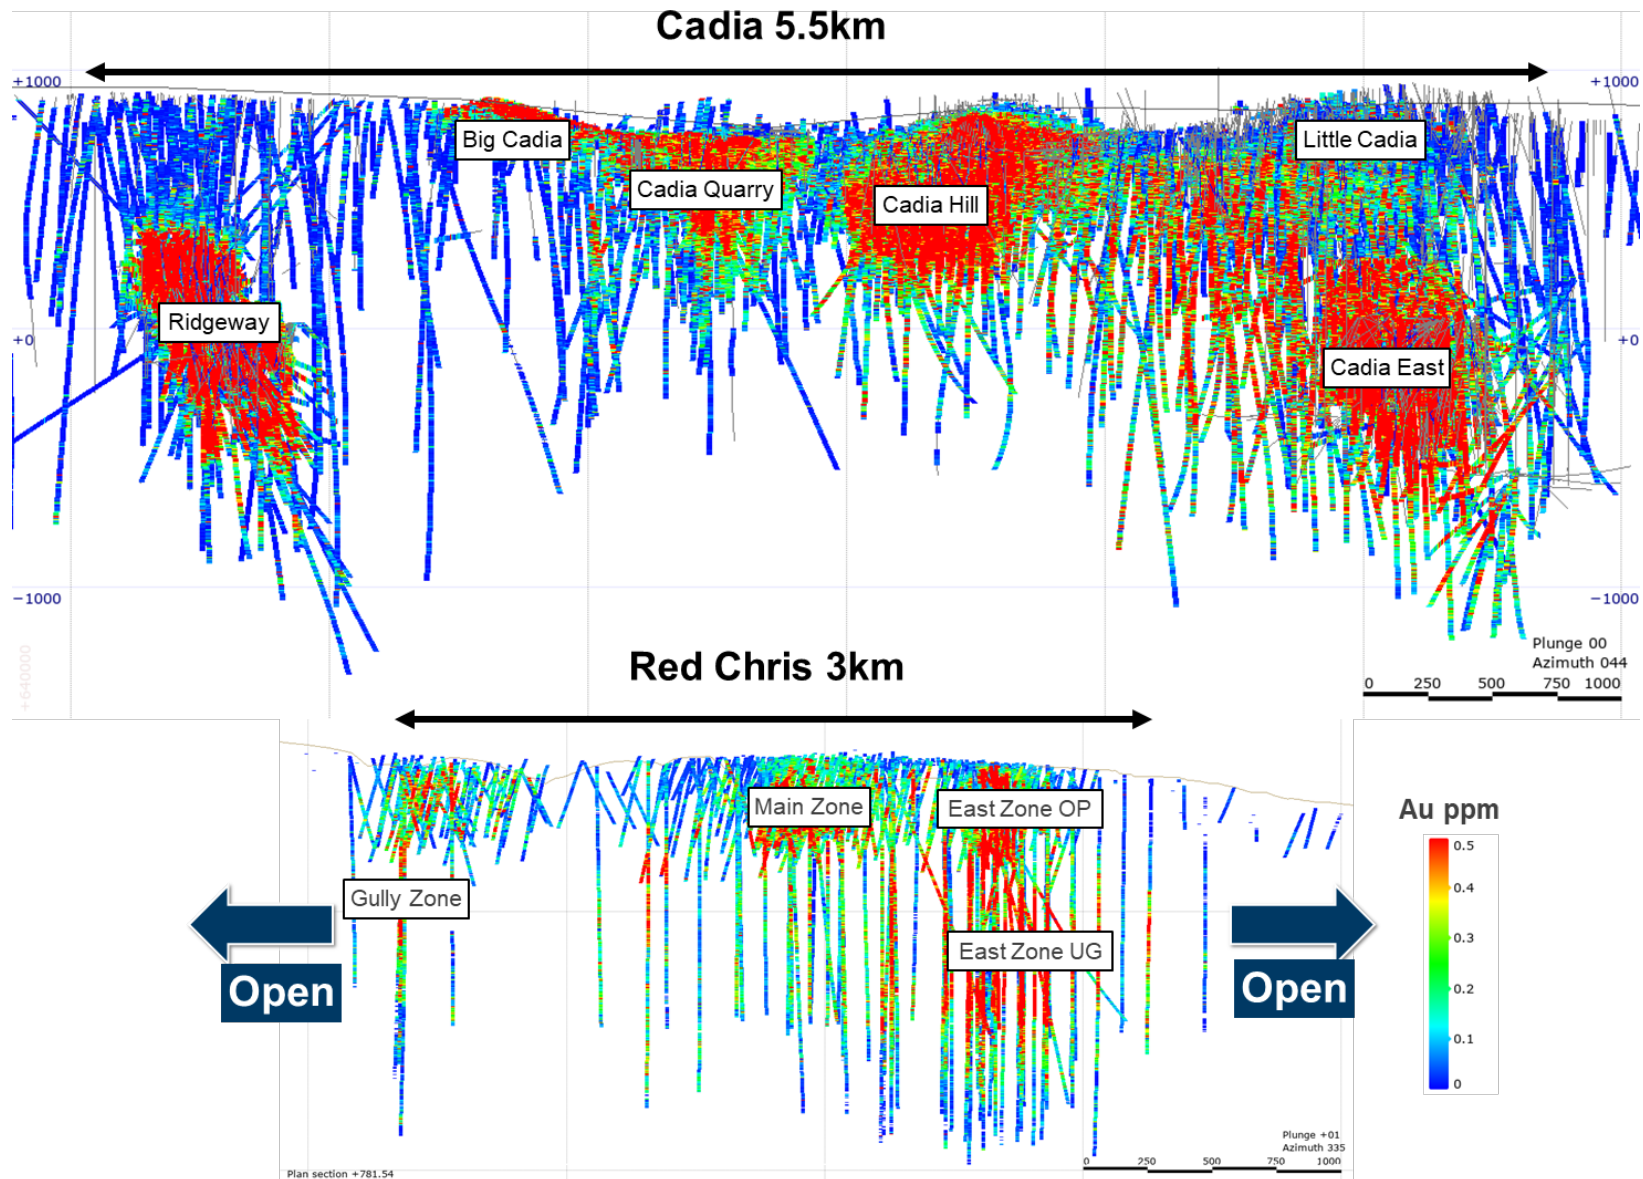 Cadia 5.5km
+1000
+1000
Big Cadia
Little Cadia
Cadia Quarry
Cadia Hill
Ridgeway
+0
+0
Cadia East
−1000
−1000
+640000
Plunge 00
Azimuth 044
0 250 500 750 1000
Red Chris 3km
Main Zone
East Zone OP
Gully Zone
East Zone UG
Open
Open
Au ppm
0.5
0.4
0.3
0.2
0.1
0
Plunge +01
Azimuth 335
0 250 500 750 1000
Plan section +781.54